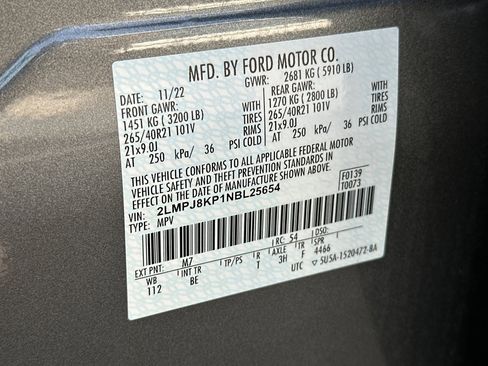 MFD. BY FORD MOTOR CO.
DATE: 11/22 GVWR: 2681 KG ( 5910 LB)
FRONT GAWR: REAR GAWR:
1451 KG ( 3200 LB) WITH 1270 KG ( 2800 LB) WITH
265/40R21 101V TIRES 265/40R21 101V TIRES
21x9.0J RIMS 21x9.0J RIMS
AT 250 kPa/ 36 PSI COLD AT 250 kPa/ 36 PSI COLD
THIS VEHICLE CONFORMS TO ALL APPLICABLE FEDERAL MOTOR
VEHICLE SAFETY AND THEFT PREVENTION STANDARDS IN
EFFECT ON THE DATE OF MANUFACTURE SHOWN ABOVE.
VIN: 2LMPJ8KP1NBL25654 F0139
TYPE: MPV T0073
EXT PNT: M7 RC: 54 DSO:
WB INT TR TP/PS R AXLE TR SPR
112 BE T 3H F 4466
UTC ▽ 5U5A-1520472-BA